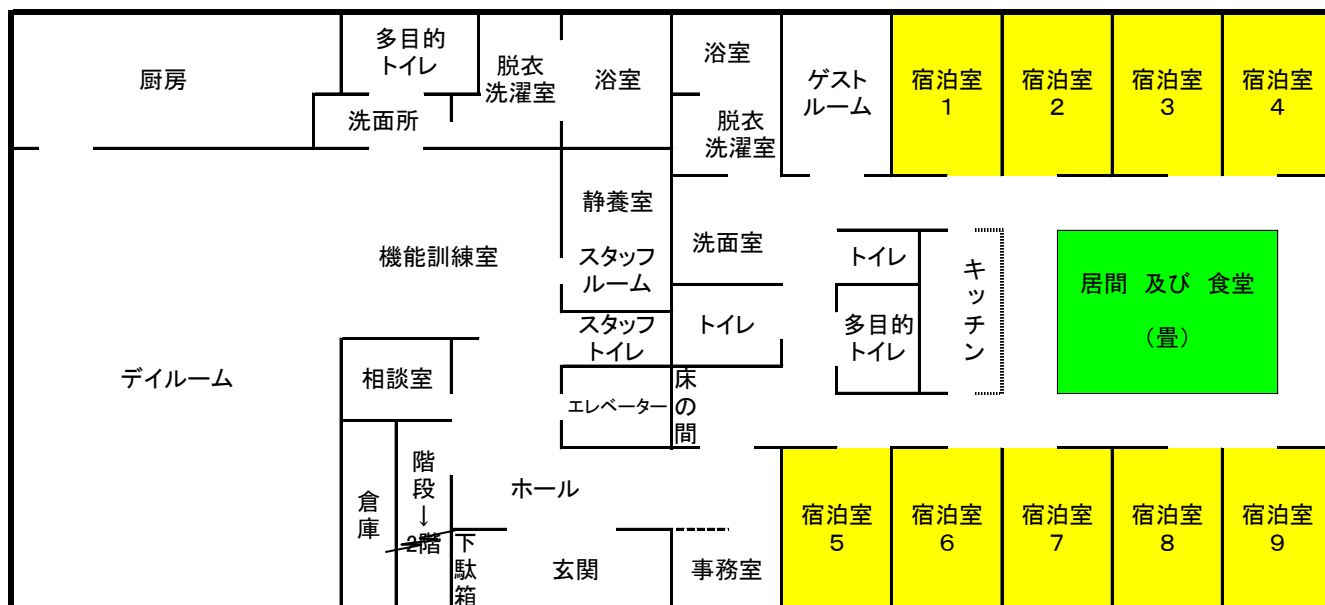 厨房
多目的
トイレ
脱衣
洗濯室
浴室
浴室
ゲスト
ルーム
宿泊室
1
宿泊室
2
宿泊室
3
宿泊室
4
洗面所
脱衣
洗濯室
静養室
機能訓練室
スタッフ
ルーム
洗面室
トイレ
キッチン
居間 及び 食堂
（畳）
スタッフ
トイレ
トイレ
多目的
トイレ
デイルーム
相談室
エレベーター
床の間
倉庫
階段↓
2階
ホール
下駄箱
玄関
事務室
宿泊室
5
宿泊室
6
宿泊室
7
宿泊室
8
宿泊室
9